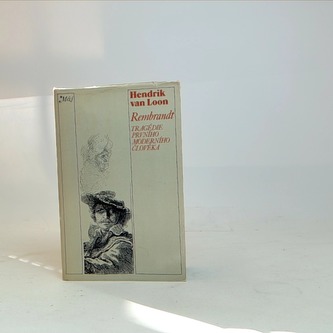 Hendrik
van Loon
Rembrandt
TRAGÉDIE
PRVNÍHO
MODERNÍHO
ČLOVĚKA